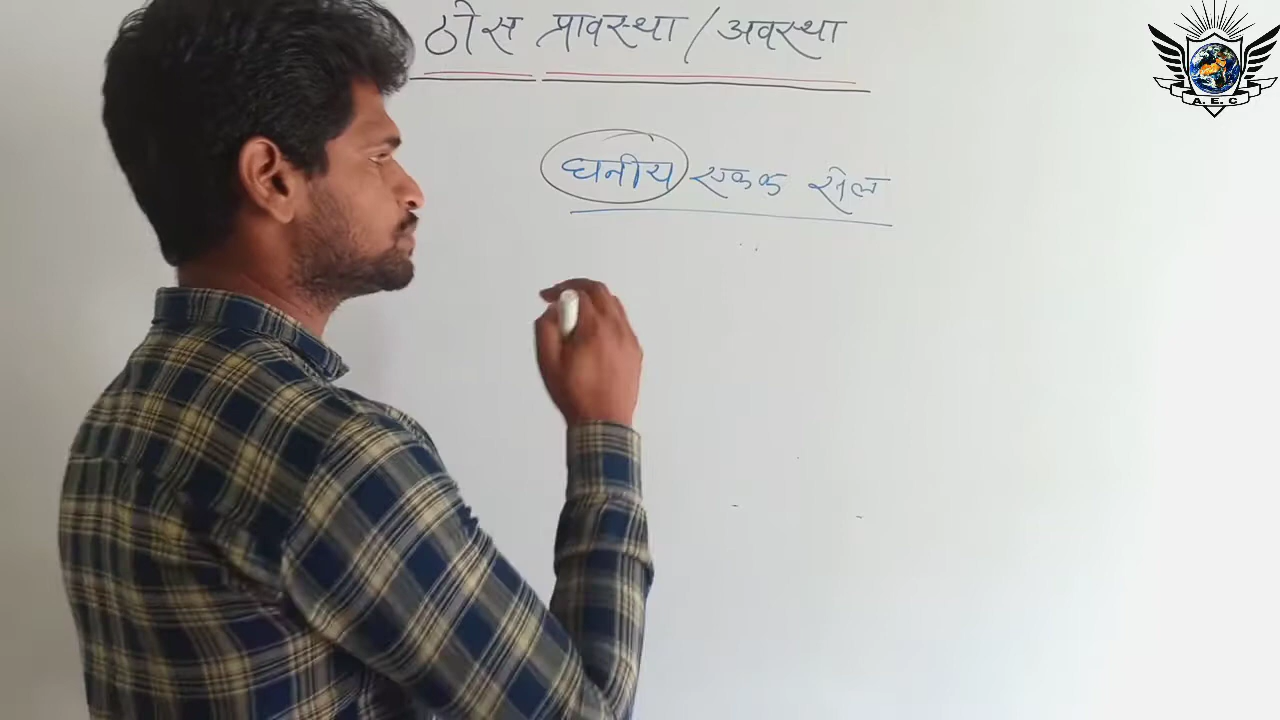 ठोस प्रावस्था / अवस्था
घनीय एकक सेल
A. E. C